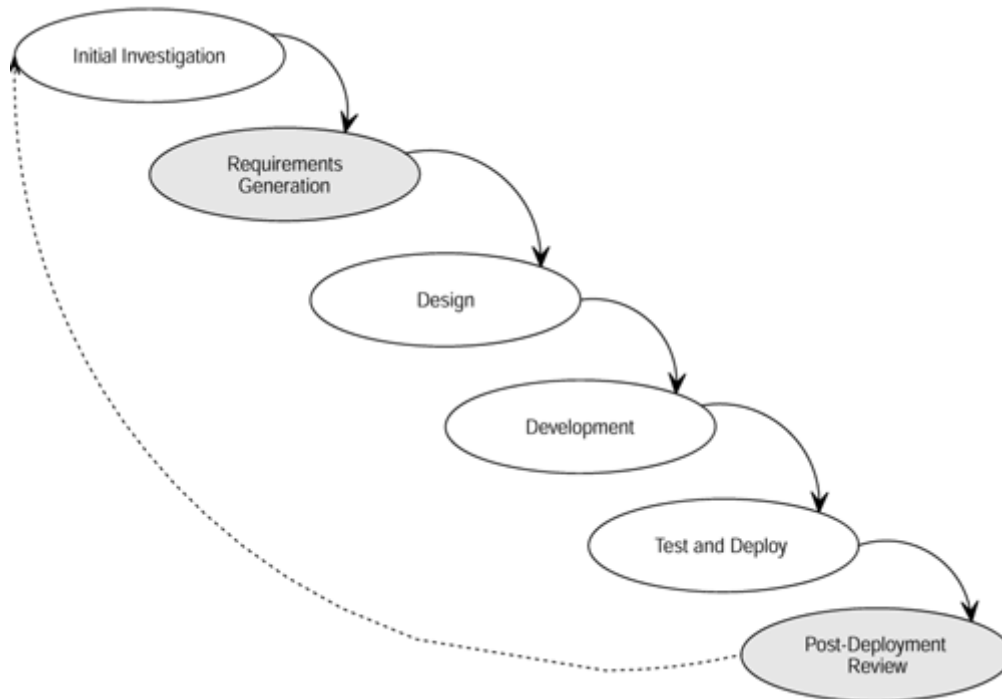 Initial Investigation
Requirements
Generation
Design
Development
Test and Deploy
Post-Deployment
Review